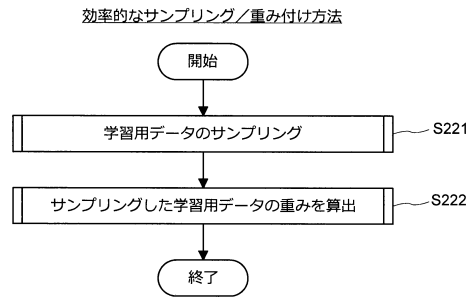 効率的なサンプリング／重み付け方法
開始
学習用データのサンプリング
S221
サンプリングした学習用データの重みを算出
S222
終了